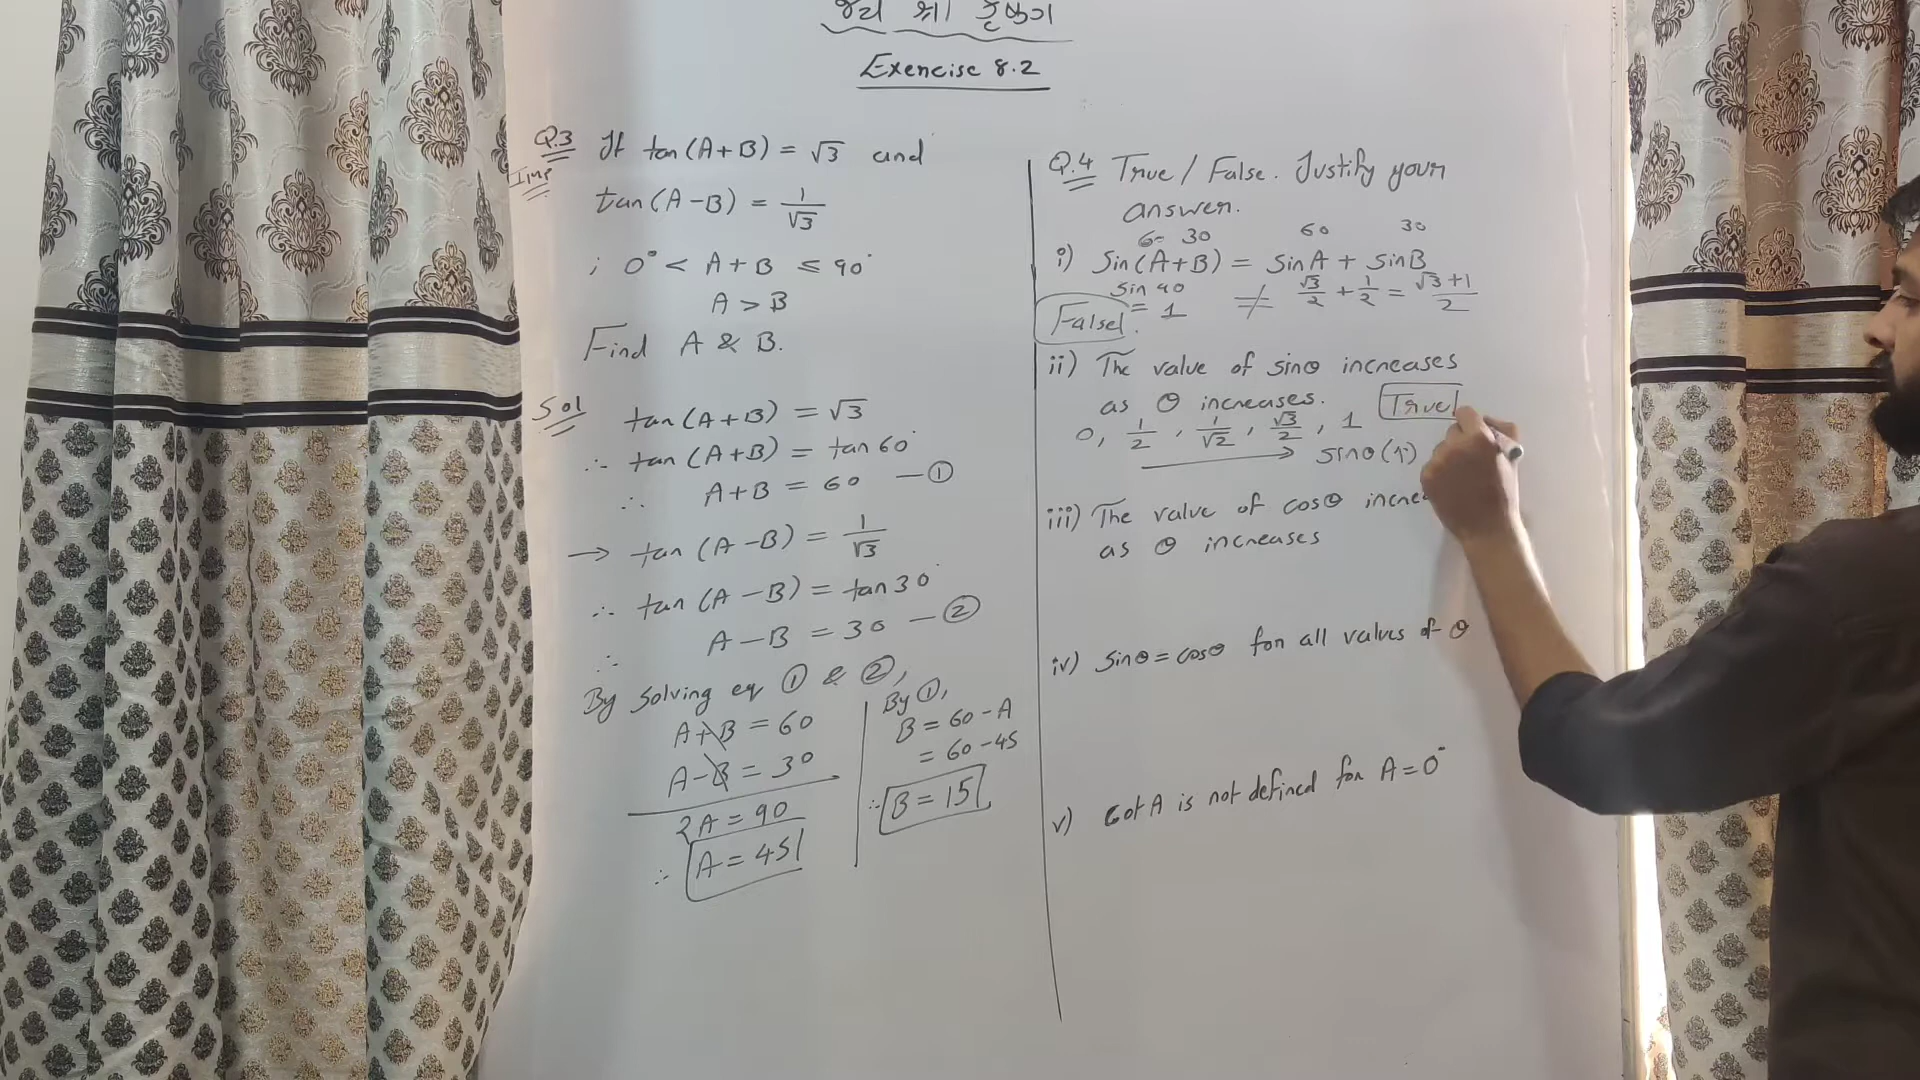 Exercise 8.2
Q.3 If tan(A+B) = √3 and
Imp
tan(A-B) = 1/√3
; 0° < A+B ≤ 90°
A > B
Find A & B.
Sol
tan(A+B) = √3
∴ tan(A+B) = tan60°
∴ A+B = 60 — ①
→ tan(A-B) = 1/√3
∴ tan(A-B) = tan30°
∴ A-B = 30 — ②
By solving eq ① & ②,
A+B = 60
A-B = 30
2A = 90
∴ A = 45
By ①,
B = 60-A
= 60-45
∴ B = 15
Q.4 True / False. Justify your
answer.
60 30 60 30
i) Sin(A+B) = sinA + sinB
sin 90
= 1 ≠ √3/2 + 1/2 = √3+1/2
False
ii) The value of sinθ increases
as θ increases. True
0, 1/2, 1/√2, √3/2, 1
sinθ(↑)
iii) The value of cosθ
as θ increases
iv) sinθ = cosθ for all values of θ
v) Cot A is not defined for A=0°